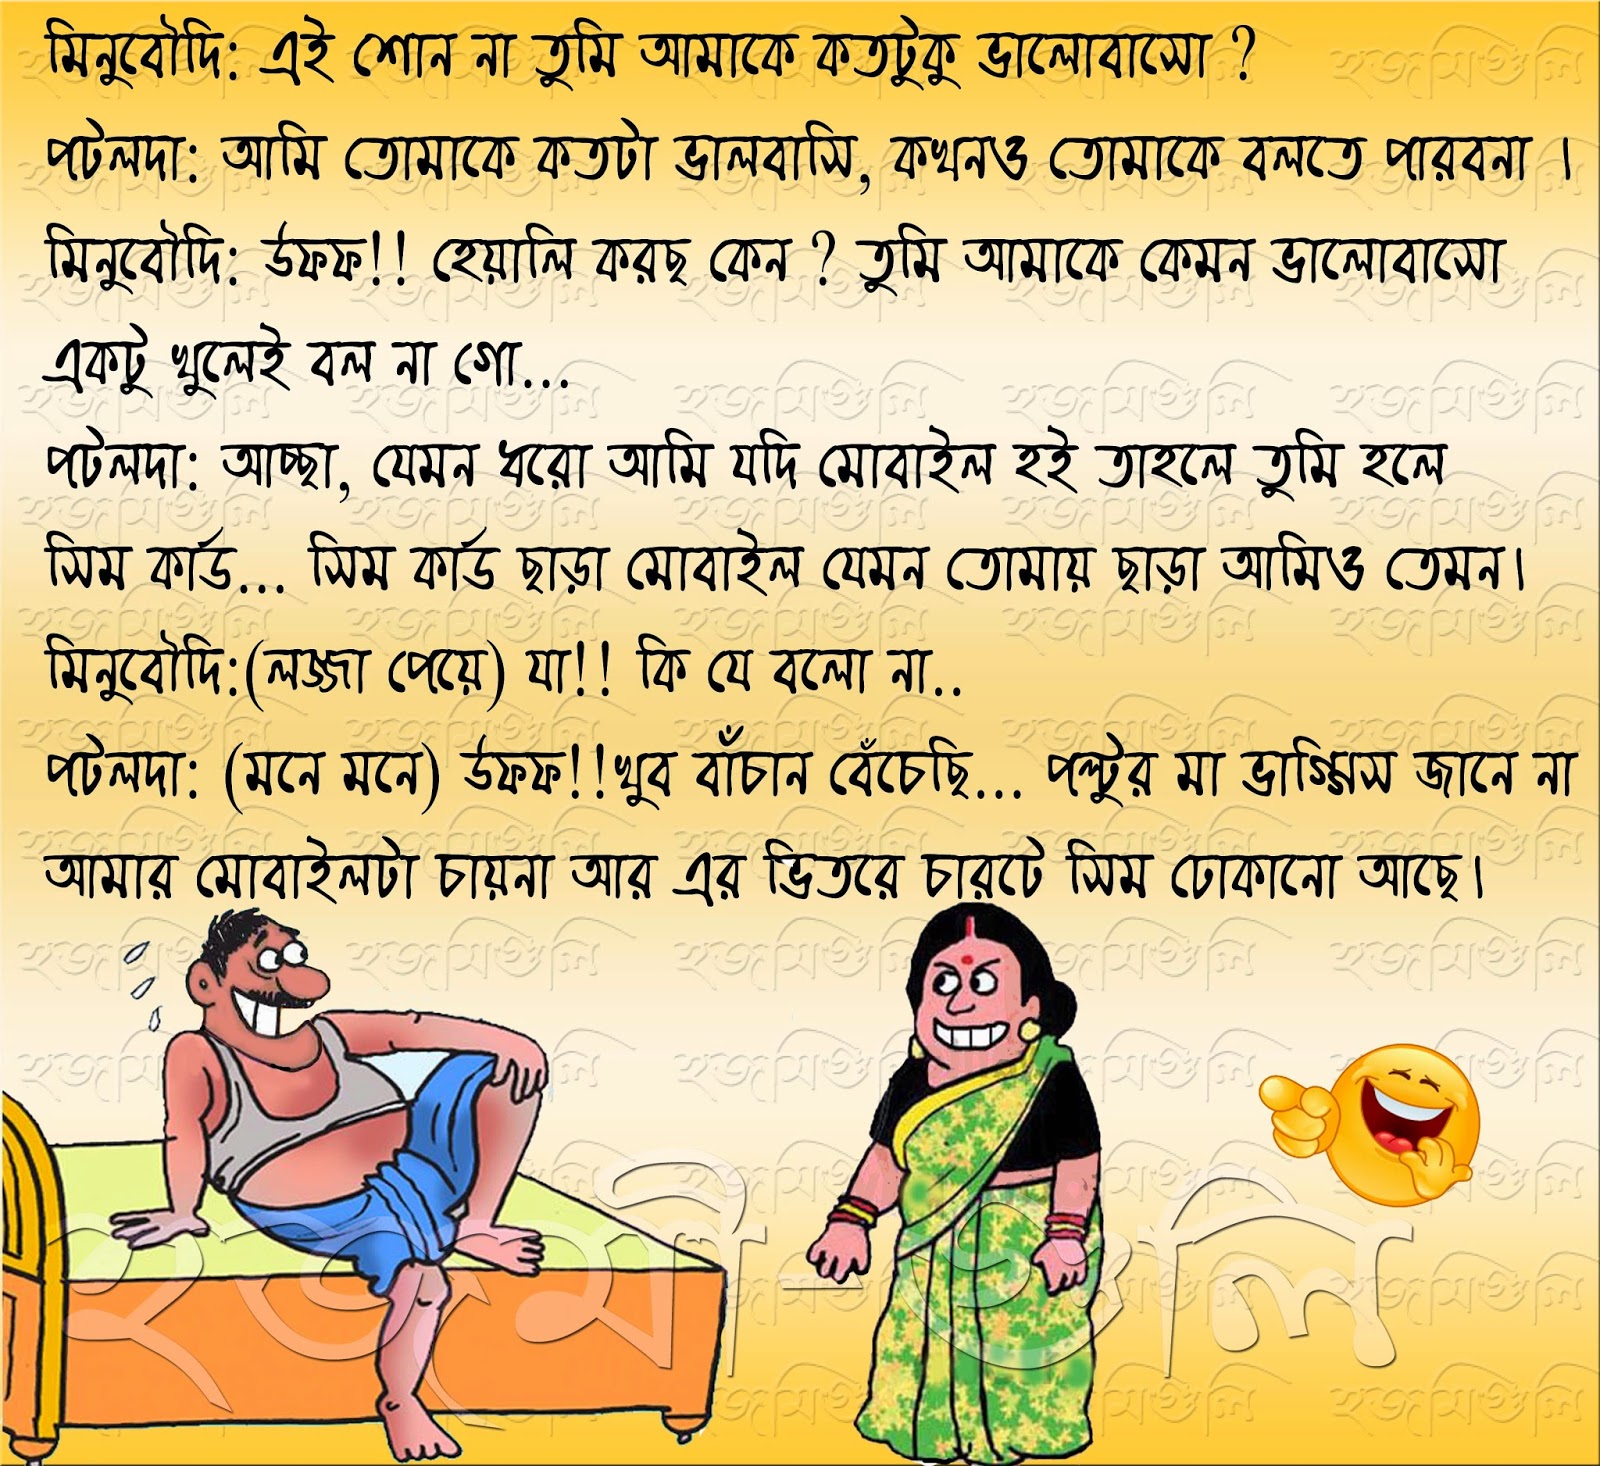 মিনুবৌদি: এই শোন না তুমি আমাকে কতটুকু ভালোবাসো ?
পটলদা: আমি তোমাকে কতটা ভালবাসি, কখনও তোমাকে বলতে পারবনা ।
মিনুবৌদি: উফফ!! হেয়ালি করছ কেন ? তুমি আমাকে কেমন ভালোবাসো
একটু খুলেই বল না গো...
পটলদা: আচ্ছা, যেমন ধরো আমি যদি মোবাইল হই তাহলে তুমি হলে
সিম কার্ড... সিম কার্ড ছাড়া মোবাইল যেমন তোমায় ছাড়া আমিও তেমন।
মিনুবৌদি:(লজ্জা পেয়ে) যা!! কি যে বলো না..
পটলদা: (মনে মনে) উফফ!!খুব বাঁচান বেঁচেছি... পল্টুর মা ভাগ্গিস জানে না
আমার মোবাইলটা চায়না আর এর ভিতরে চারটে সিম ঢোকানো আছে।
হজমী-গুলি